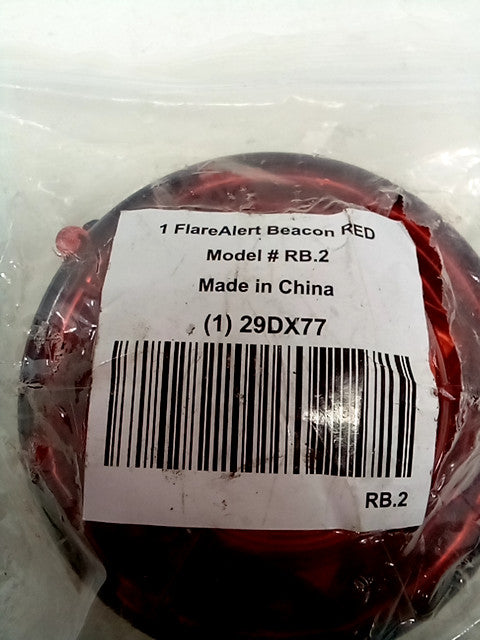 1 FlareAlert Beacon RED
Model # RB.2
Made in China
(1) 29DX77
RB.2